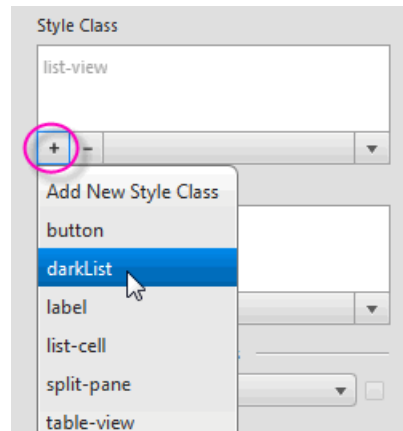 Style Class
list-view
+ -
Add New Style Class
button
darkList
label
list-cell
split-pane
table-view